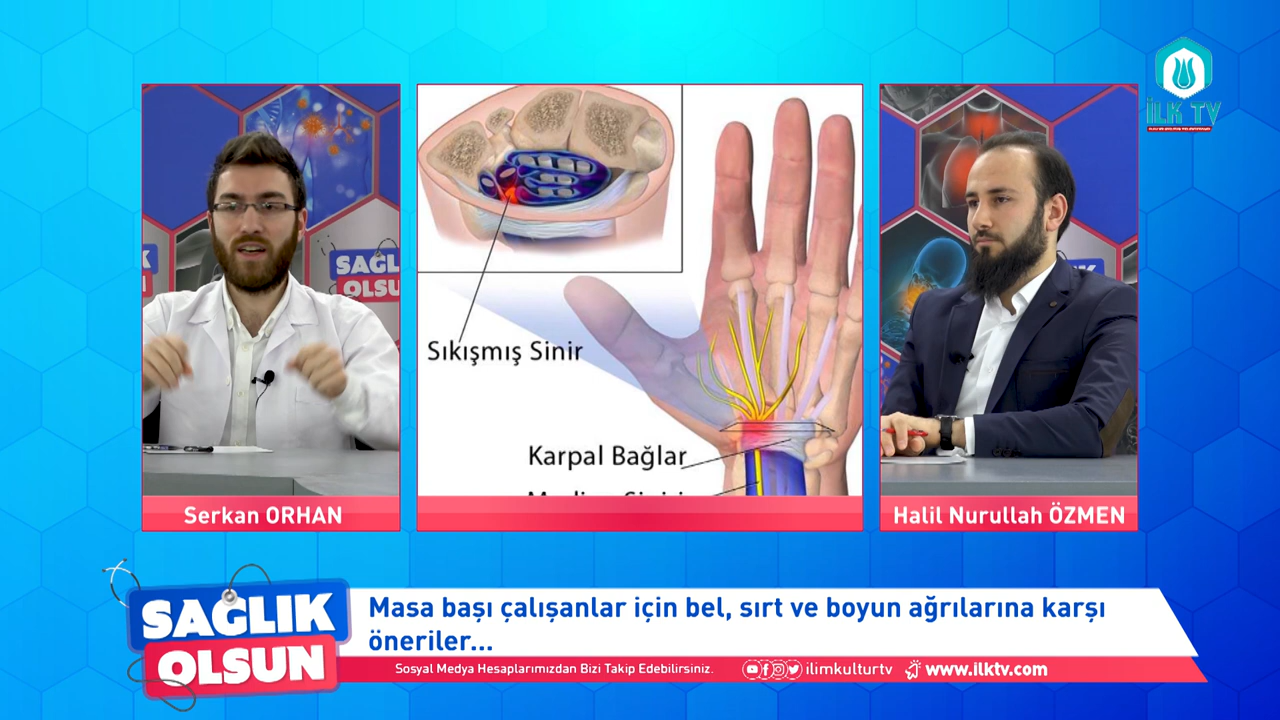 İLK TV
SAĞLIK
OLSUN
Sıkışmış Sinir
Karpal Bağlar
Serkan ORHAN
Halil Nurullah ÖZMEN
SAĞLIK
OLSUN
Masa başı çalışanlar için bel, sırt ve boyun ağrılarına karşı
öneriler...
Sosyal Medya Hesaplarımızdan Bizi Takip Edebilirsiniz.
ilimkulturtv
www.ilktv.com